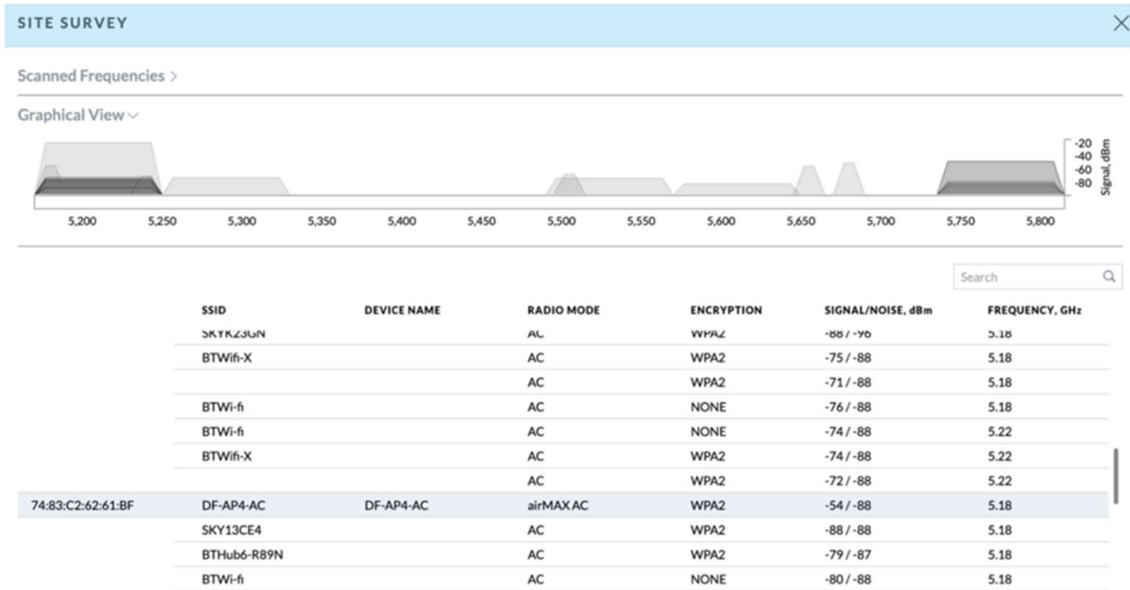 SITE SURVEY
Scanned Frequencies >
Graphical View
-20
-40
-60
-80
Signal, dBm
5,200 5,250 5,300 5,350 5,400 5,450 5,500 5,550 5,600 5,650 5,700 5,750 5,800
Search
SSID DEVICE NAME RADIO MODE ENCRYPTION SIGNAL/NOISE, dBm FREQUENCY, GHz
SKYK23GN AC WPA2 -88 / -96 5.18
BTWifi-X AC WPA2 -75 / -88 5.18
AC WPA2 -71 / -88 5.18
BTWi-fi AC NONE -76 / -88 5.18
BTWi-fi AC NONE -74 / -88 5.22
BTWifi-X AC WPA2 -74 / -88 5.22
AC WPA2 -72 / -88 5.22
74:83:C2:62:61:BF DF-AP4-AC DF-AP4-AC airMAX AC WPA2 -54 / -88 5.18
SKY13CE4 AC WPA2 -88 / -88 5.18
BTHub6-R89N AC WPA2 -79 / -87 5.18
BTWi-fi AC NONE -80 / -88 5.18